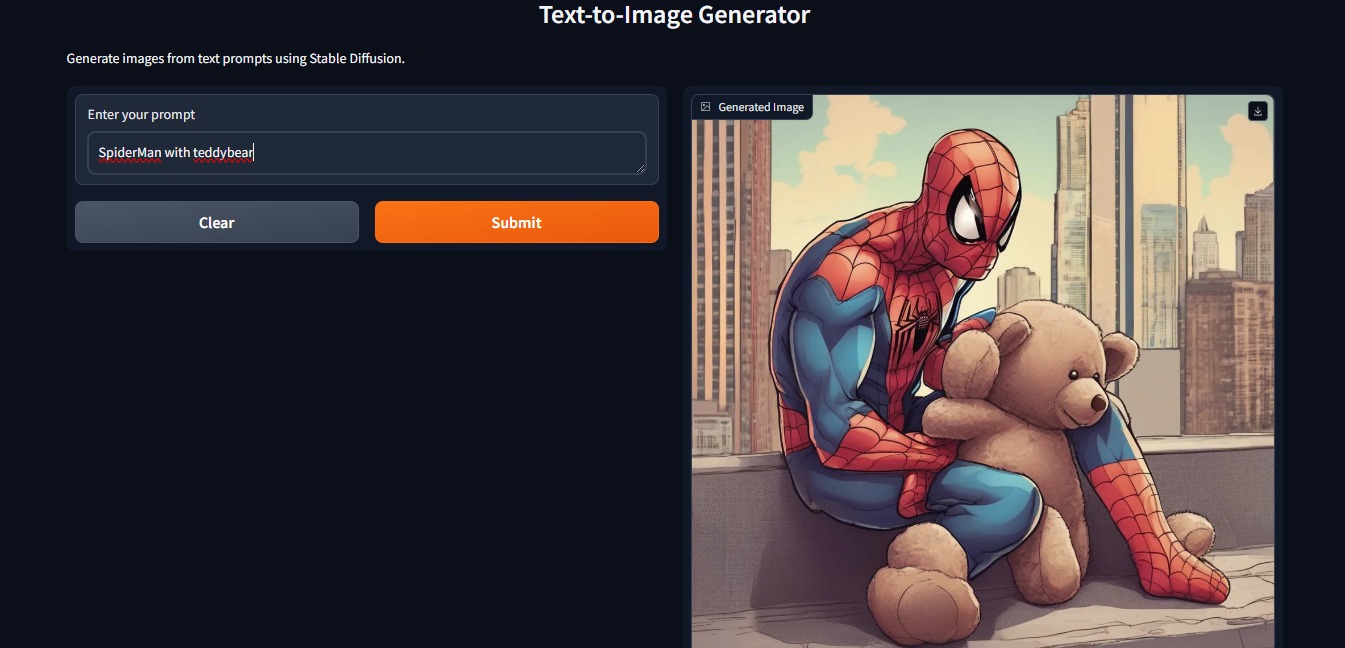 Text-to-Image Generator
Generate images from text prompts using Stable Diffusion.
Enter your prompt
SpiderMan with teddybear
Clear
Submit
Generated Image